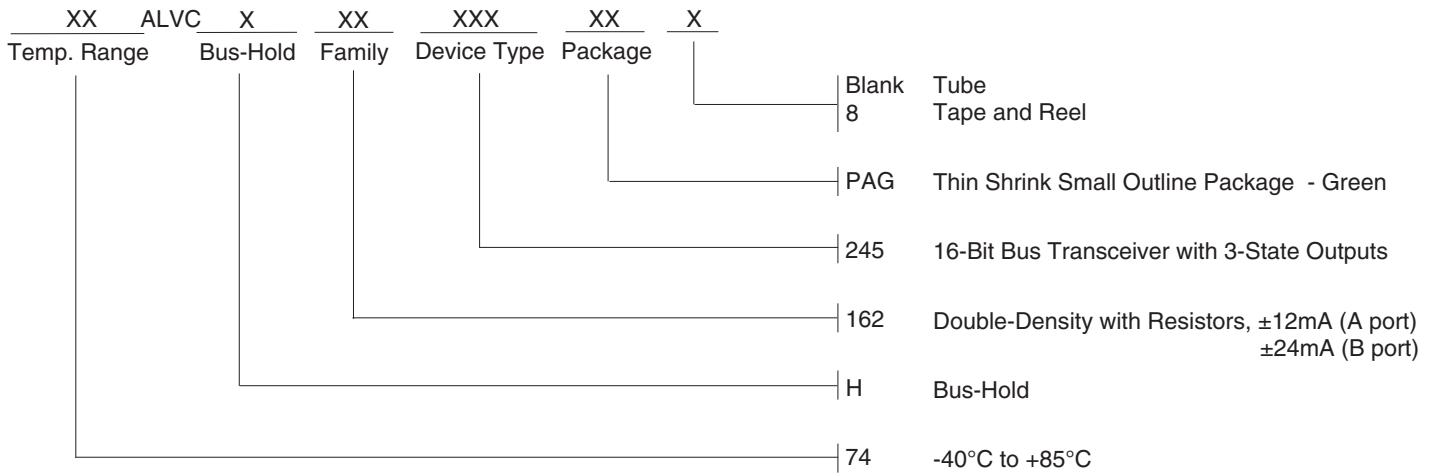 XX ALVC X XX XXX XX X
Temp. Range Bus-Hold Family Device Type Package
Blank Tube
8 Tape and Reel
PAG Thin Shrink Small Outline Package - Green
245 16-Bit Bus Transceiver with 3-State Outputs
162 Double-Density with Resistors, ±12mA (A port)
±24mA (B port)
H Bus-Hold
74 -40°C to +85°C